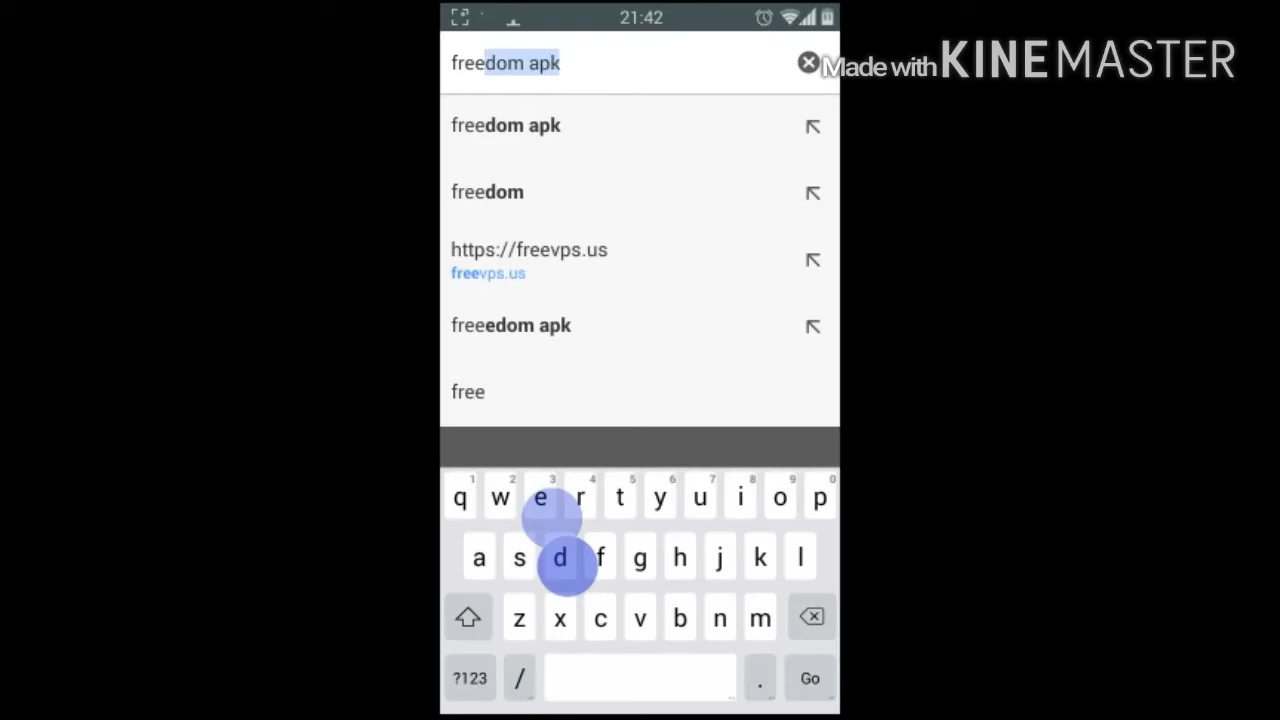 21:42
freedom apk
Made with KINEMASTER
freedom apk
freedom
https://freevps.us
freevps.us
freeedom apk
free
1 2 3 4 5 6 7 8 9 0
q w e r t y u i o p
a s d f g h j k l
z x c v b n m
?123 / . Go